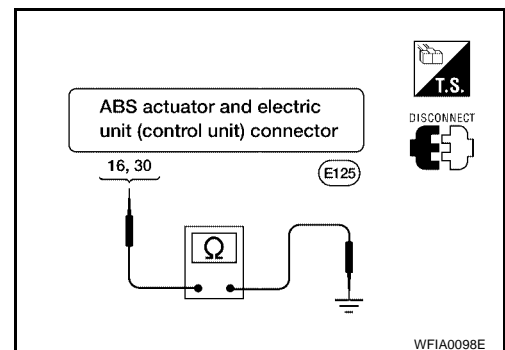 T.S.
DISCONNECT
ABS actuator and electric
unit (control unit) connector
16, 30
E125
Ω
WFIA0098E